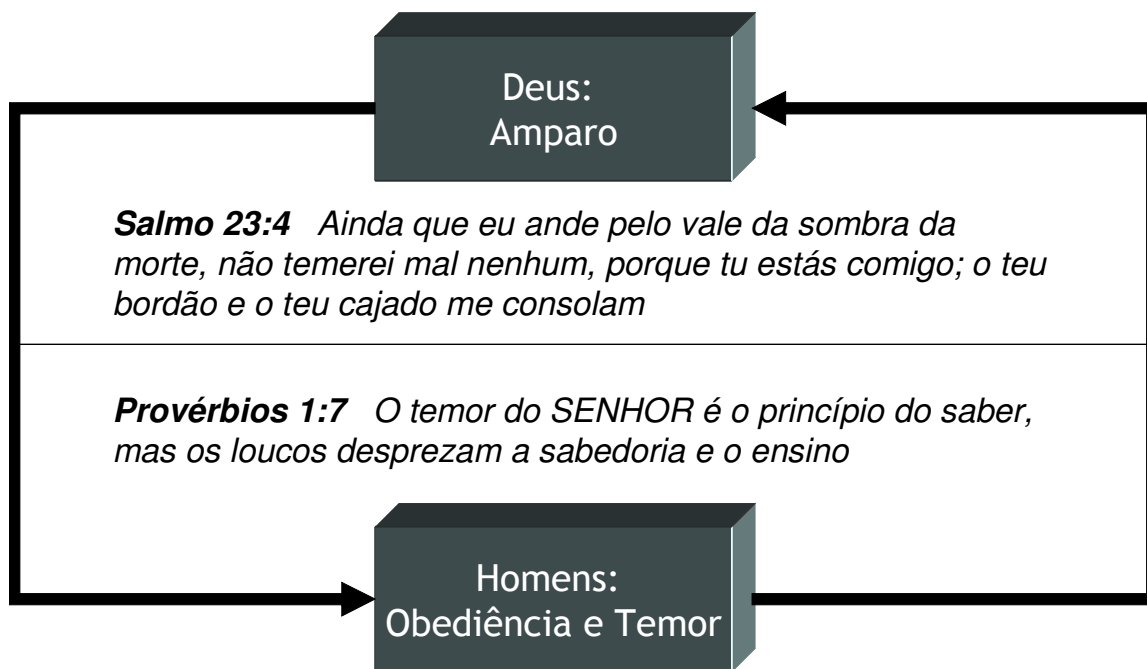 Deus:
Amparo
Salmo 23:4 Ainda que eu ande pelo vale da sombra da
morte, não temerei mal nenhum, porque tu estás comigo; o teu
bordão e o teu cajado me consolam
Provérbios 1:7 O temor do SENHOR é o princípio do saber,
mas os loucos desprezam a sabedoria e o ensino
Homens:
Obediência e Temor